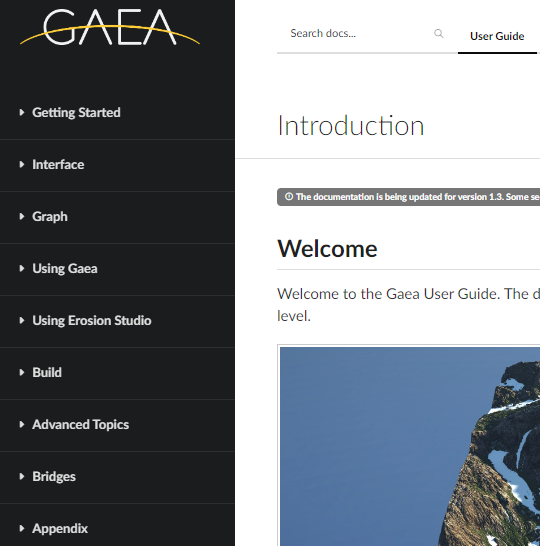 GAEA
Getting Started
Interface
Graph
Using Gaea
Using Erosion Studio
Build
Advanced Topics
Bridges
Appendix
Search docs...
User Guide
Introduction
The documentation is being updated for version 1.3. Some se
Welcome
Welcome to the Gaea User Guide. The d
level.